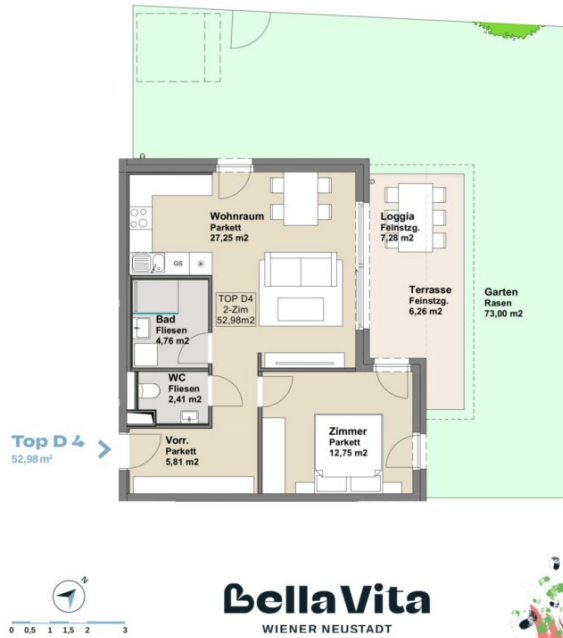 Wohnraum
Parkett
27,25 m2
Loggia
Feinstzg.
7,28 m2
GS
TOP D4
2-Zim
52,98m2
Terrasse
Feinstzg.
6,26 m2
Garten
Rasen
73,00 m2
Bad
Fliesen
4,76 m2
WC
Fliesen
2,41 m2
Top D 4
52,98 m²
Vorr.
Parkett
5,81 m2
Zimmer
Parkett
12,75 m2
N
0 0,5 1 1,5 2 3
BellaVita
WIENER NEUSTADT